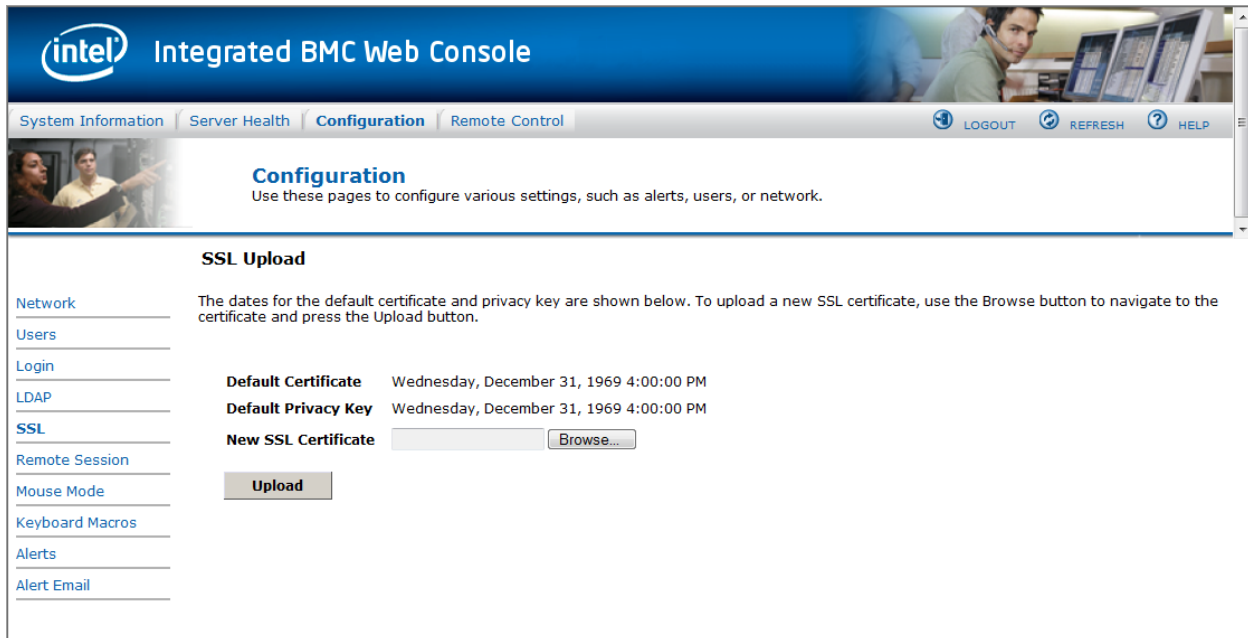 intel
Integrated BMC Web Console
System Information Server Health Configuration Remote Control LOGOUT REFRESH ? HELP
Configuration
Use these pages to configure various settings, such as alerts, users, or network.
SSL Upload
The dates for the default certificate and privacy key are shown below. To upload a new SSL certificate, use the Browse button to navigate to the
certificate and press the Upload button.
Network
Users
Login
LDAP
SSL
Remote Session
Mouse Mode
Keyboard Macros
Alerts
Alert Email
Default Certificate Wednesday, December 31, 1969 4:00:00 PM
Default Privacy Key Wednesday, December 31, 1969 4:00:00 PM
New SSL Certificate Browse...
Upload